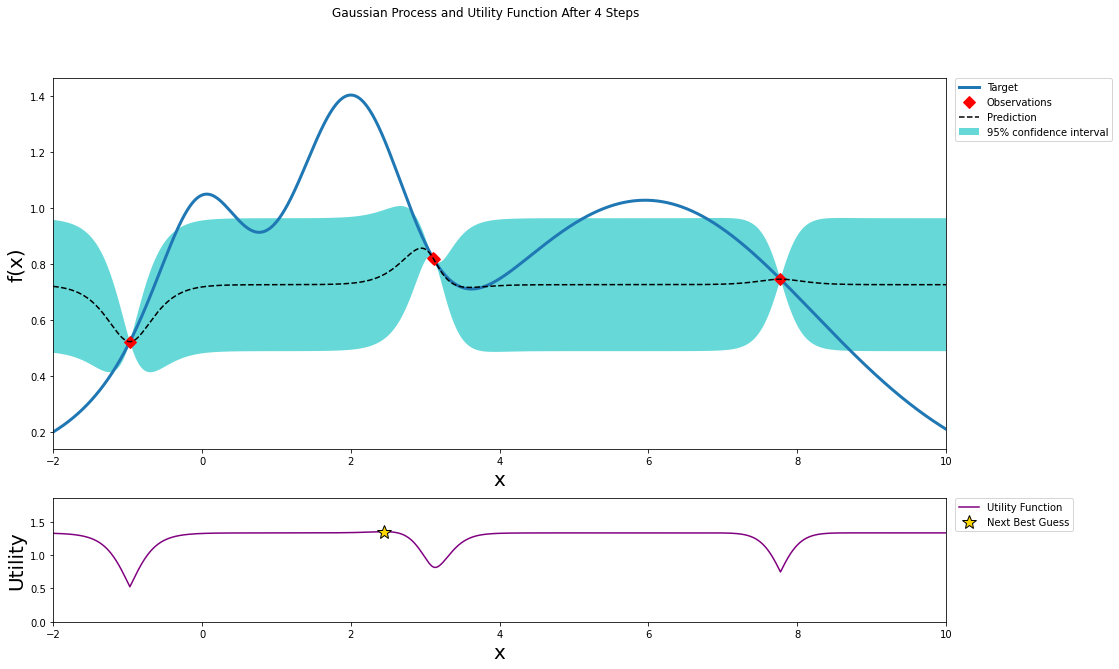 Gaussian Process and Utility Function After 4 Steps
f(x)
1.4
1.2
1.0
0.8
0.6
0.4
0.2
-2
0
2
4
6
8
10
x
Target
Observations
Prediction
95% confidence interval
Utility
1.5
1.0
0.5
0.0
-2
0
2
4
6
8
10
x
Utility Function
Next Best Guess